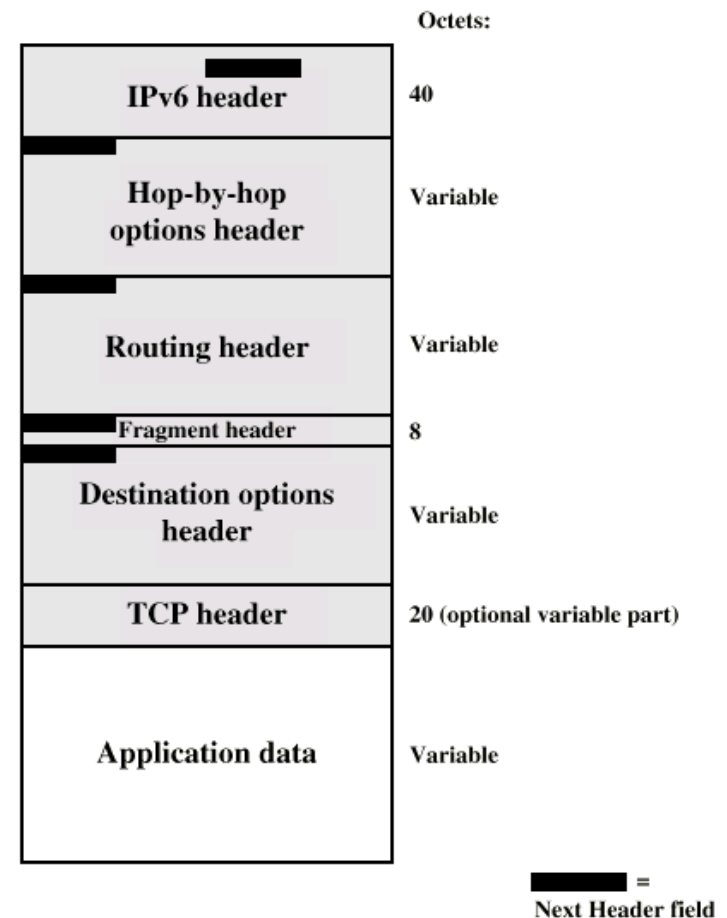 Octets:
IPv6 header
40
Hop-by-hop
options header
Variable
Routing header
Variable
Fragment header
8
Destination options
header
Variable
TCP header
20 (optional variable part)
Application data
Variable
=
Next Header field